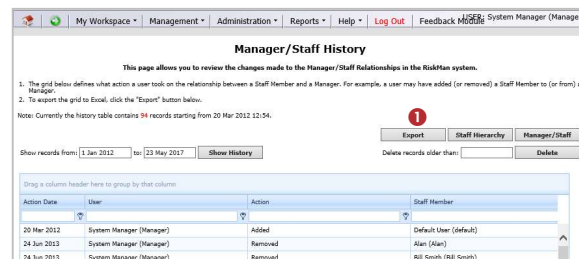 USER: System Manager (Manage
My Workspace Management Administration Reports Help Log Out Feedback Module
Manager/Staff History
This page allows you to review the changes made to the Manager/Staff Relationships in the RiskMan system.
1. The grid below defines what action a user took on the relationship between a Staff Member and a Manager. For example, a user may have added (or removed) a Staff Member to (or from) a
Manager.
2. To export the grid to Excel, click the "Export" button below.
Note: Currently the history table contains 94 records starting from 20 Mar 2012 12:54.
1
Export Staff Hierarchy Manager/Staff
Show records from: 1 Jan 2012 to: 23 May 2017 Show History Delete records older than: Delete
Drag a column header here to group by that column
Action Date User Action Staff Member
20 Mar 2012 System Manager (Manager) Added Default User (default)
24 Jun 2013 System Manager (Manager) Removed Alan (Alan)
24 Jun 2013 System Manager (Manager) Removed Bill Smith (Bill Smith)